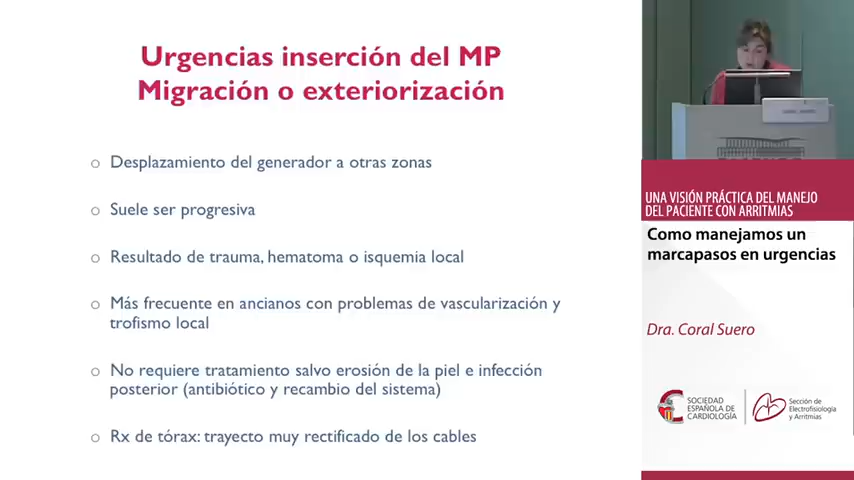 Urgencias inserción del MP
Migración o exteriorización
o Desplazamiento del generador a otras zonas
o Suele ser progresiva
o Resultado de trauma, hematoma o isquemia local
o Más frecuente en ancianos con problemas de vascularización y
trofismo local
o No requiere tratamiento salvo erosión de la piel e infección
posterior (antibiótico y recambio del sistema)
o Rx de tórax: trayecto muy rectificado de los cables
UNA VISIÓN PRÁCTICA DEL MANEJO
DEL PACIENTE CON ARRITMIAS
Como manejamos un
marcapasos en urgencias
Dra. Coral Suero
SOCIEDAD
ESPAÑOLA DE
CARDIOLOGÍA
Sección de
Electrofisiología
y Arritmias